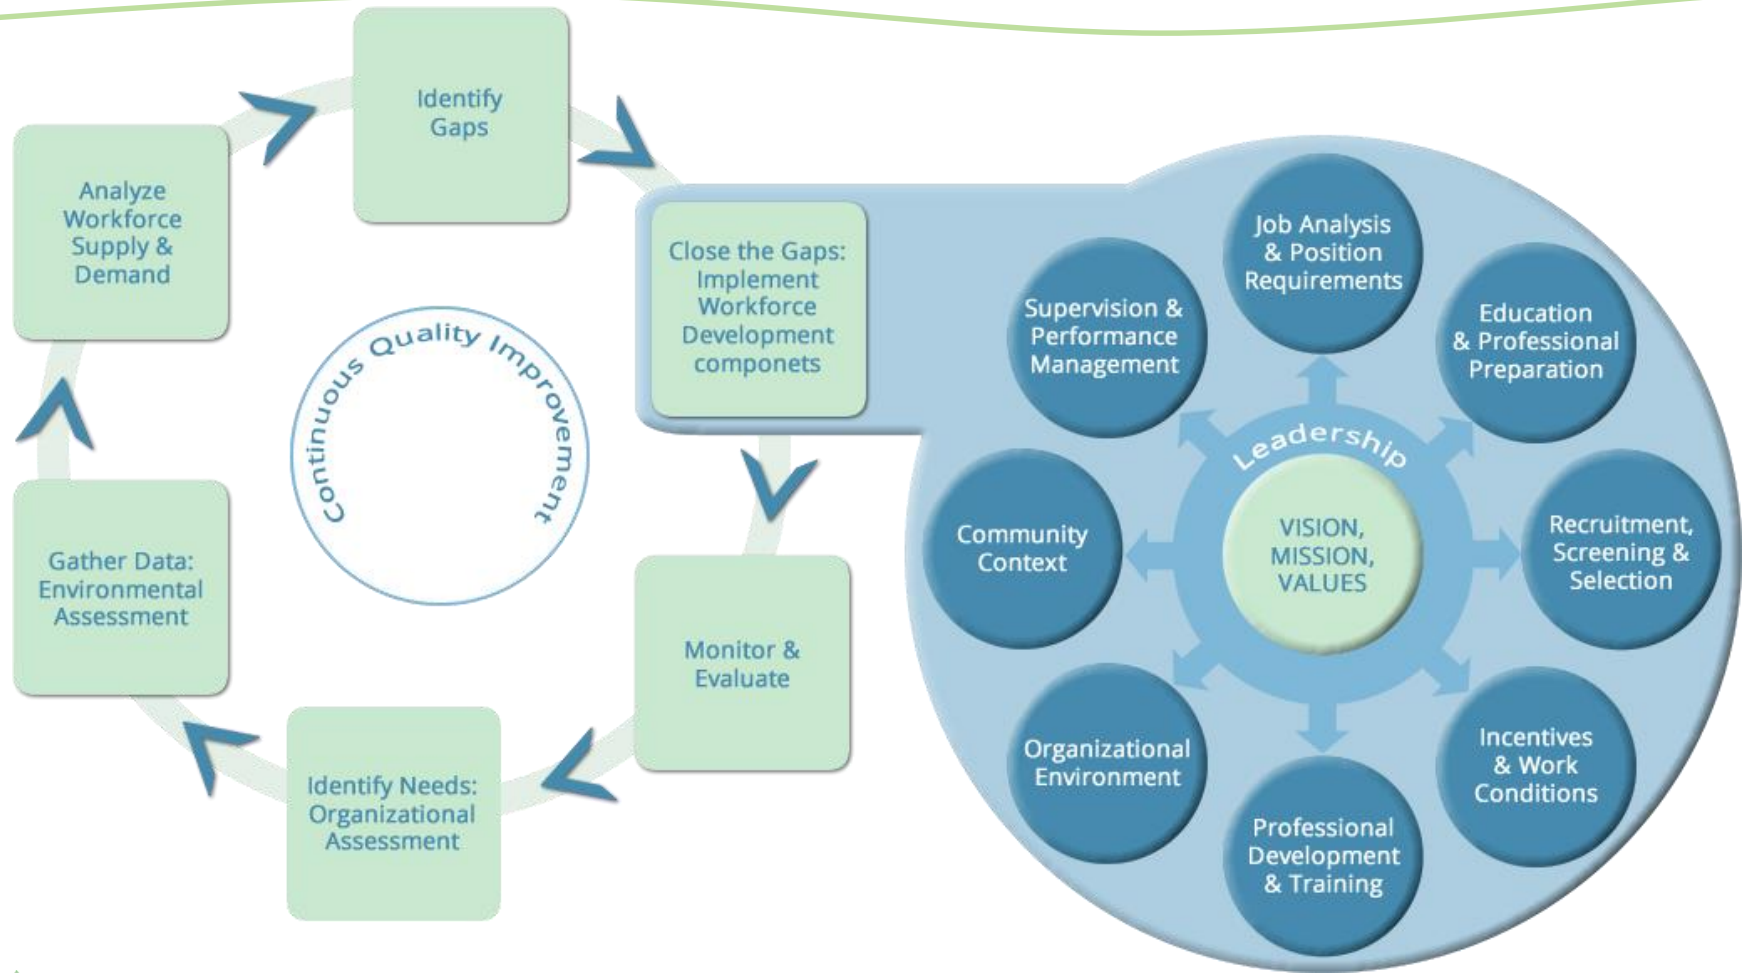 Identify
Gaps
Analyze
Workforce
Supply &
Demand
Close the Gaps:
Implement
Workforce
Development
componets
Continuous Quality Improvement
Gather Data:
Environmental
Assessment
Monitor &
Evaluate
Identify Needs:
Organizational
Assessment
Job Analysis
& Position
Requirements
Supervision &
Performance
Management
Education
& Professional
Preparation
Leadership
VISION,
MISSION,
VALUES
Community
Context
Recruitment,
Screening &
Selection
Organizational
Environment
Incentives
& Work
Conditions
Professional
Development
& Training